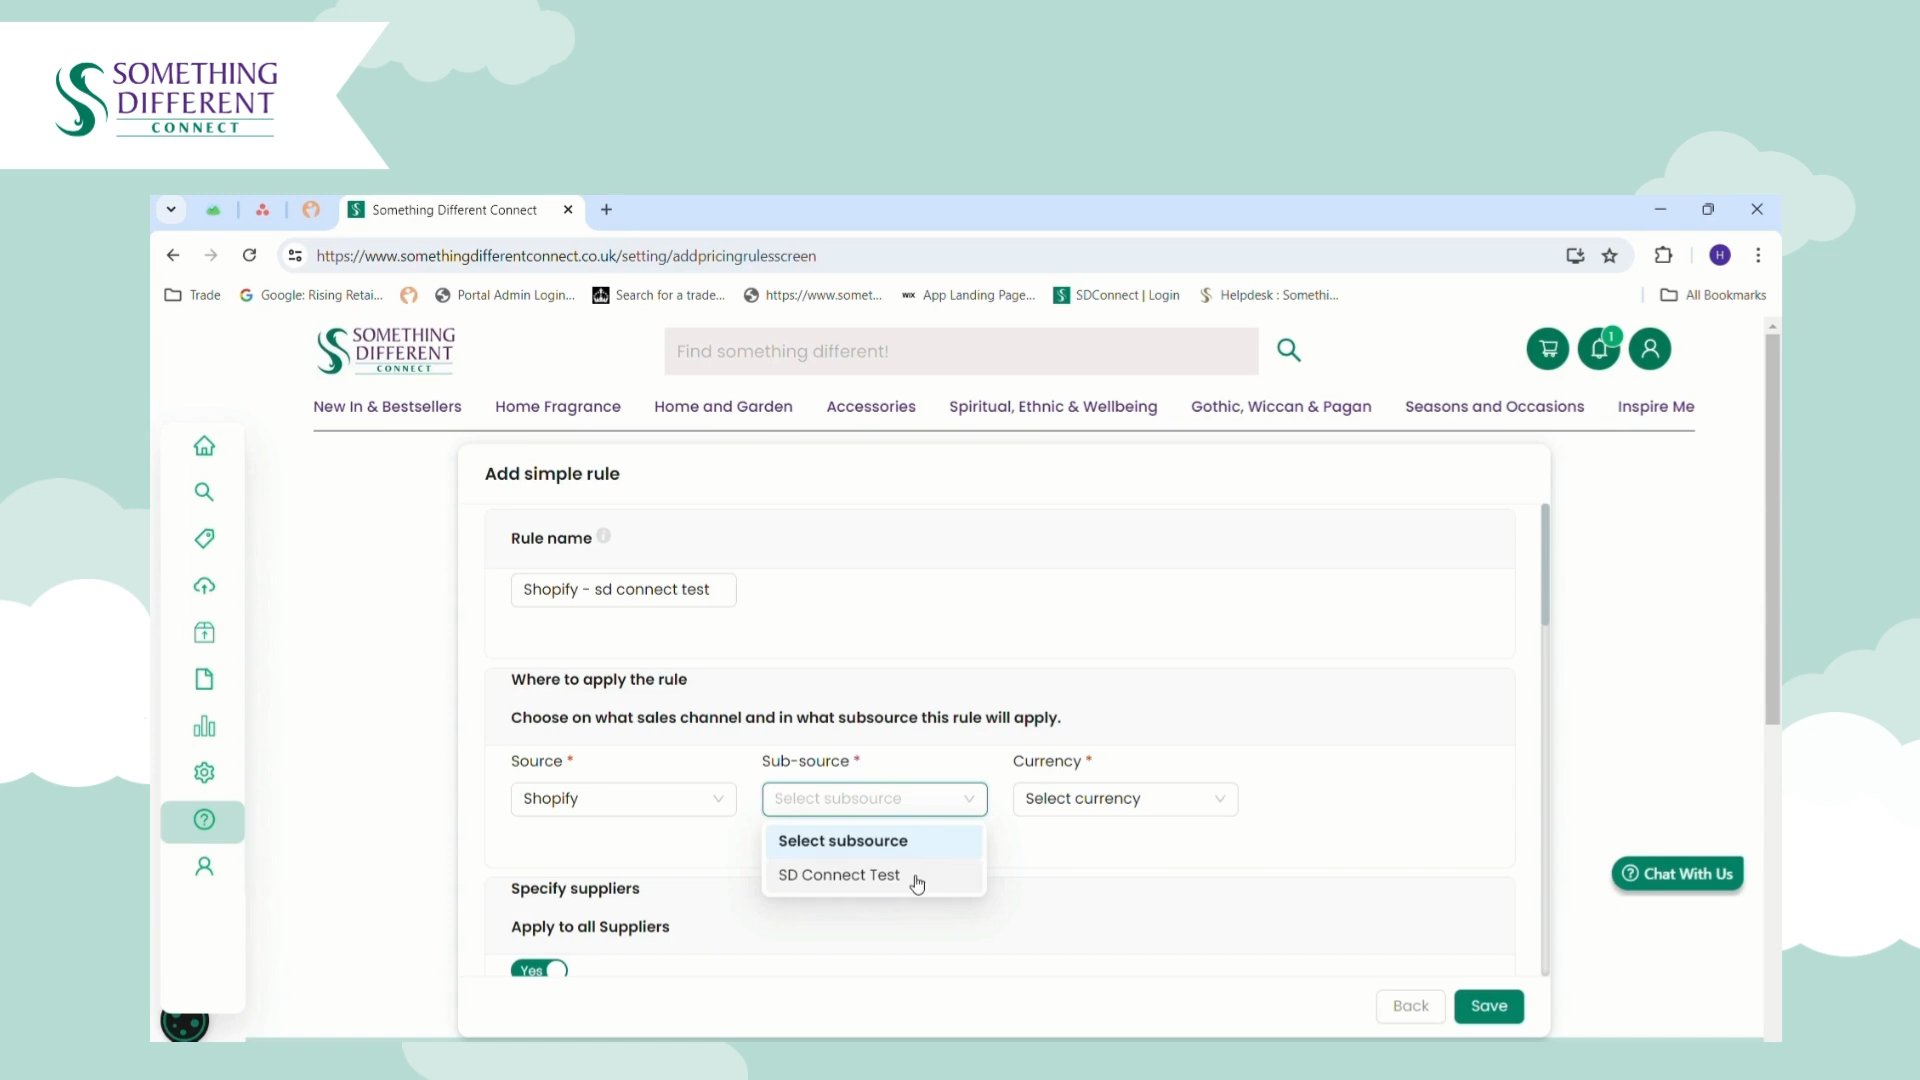 SOMETHING
DIFFERENT
CONNECT
Something Different Connect
https://www.somethingdifferentconnect.co.uk/setting/addpricingrulesscreen
Trade
Google: Rising Retai...
Portal Admin Login...
Search for a trade...
https://www.somet...
WIX
App Landing Page...
SDConnect | Login
Helpdesk : Somethi...
All Bookmarks
H
SOMETHING
DIFFERENT
CONNECT
Find something different!
1
New In & Bestsellers
Home Fragrance
Home and Garden
Accessories
Spiritual, Ethnic & Wellbeing
Gothic, Wiccan & Pagan
Seasons and Occasions
Inspire Me
Add simple rule
Rule name
Shopify - sd connect test
Where to apply the rule
Choose on what sales channel and in what subsource this rule will apply.
Source *
Sub-source *
Currency *
Shopify
Select subsource
Select currency
Select subsource
SD Connect Test
Specify suppliers
Apply to all Suppliers
Yes
Chat With Us
Back
Save